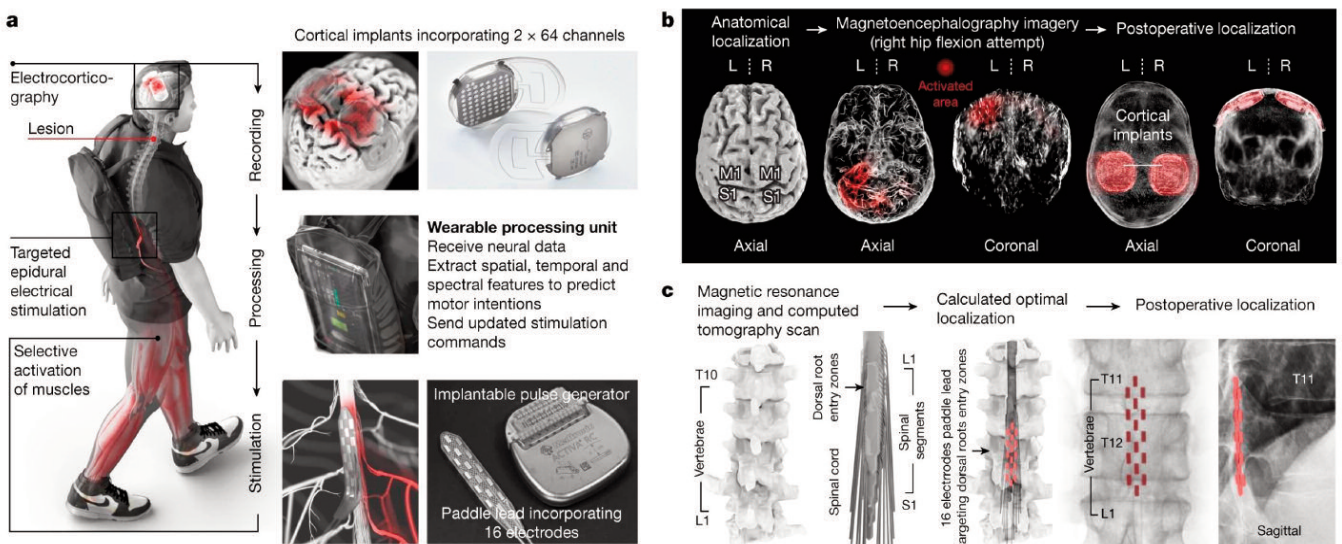 a
Cortical implants incorporating 2 × 64 channels
Electrocortico-
graphy
Lesion
Targeted
epidural
electrical
stimulation
Selective
activation
of muscles
Recording
Processing
Stimulation
Wearable processing unit
Receive neural data
Extract spatial, temporal and
spectral features to predict
motor intentions
Send updated stimulation
commands
Implantable pulse generator
ACTIVA RC
Paddle lead incorporating
16 electrodes
b
Anatomical
localization
Magnetoencephalography imagery
(right hip flexion attempt)
Postoperative localization
L R
L R
Activated
area
L R
L R
L R
M1 M1
S1 S1
Cortical
implants
Axial
Axial
Coronal
Axial
Coronal
c
Magnetic resonance
imaging and computed
tomography scan
Calculated optimal
localization
Postoperative localization
T10
Vertebrae
L1
Dorsal root
entry zones
Spinal cord
L1
Spinal
segments
S1
16 electrrodes paddle lead
argeting dorsal roots entry zones
T11
T12
Vertebrae
L1
T11
Sagittal